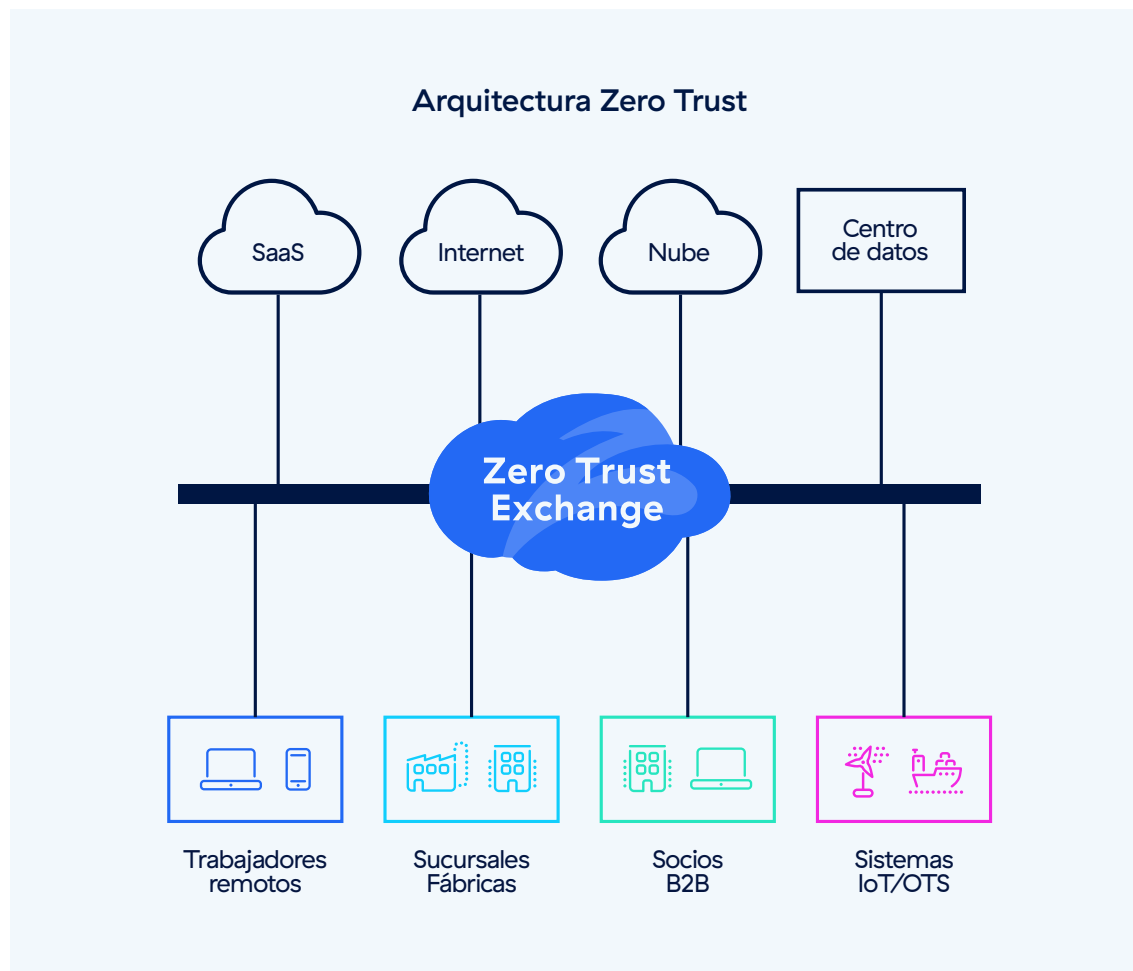 Arquitectura Zero Trust
SaaS
Internet
Nube
Centro
de datos
Zero Trust
Exchange
Trabajadores
remotos
Sucursales
Fábricas
Socios
B2B
Sistemas
IoT/OTS